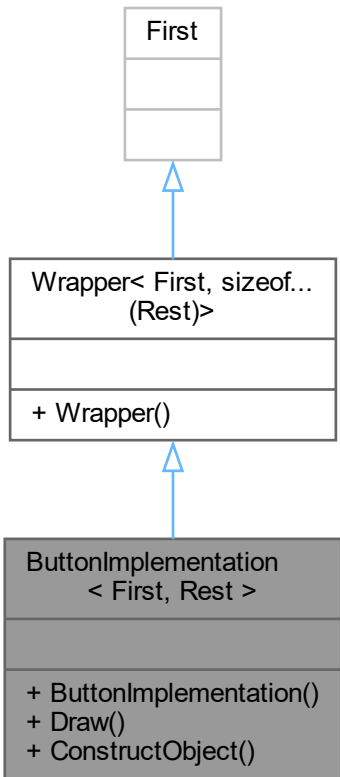 First
Wrapper< First, sizeof...
(Rest)>
+ Wrapper()
ButtonImplementation
< First, Rest >
+ ButtonImplementation()
+ Draw()
+ ConstructObject()